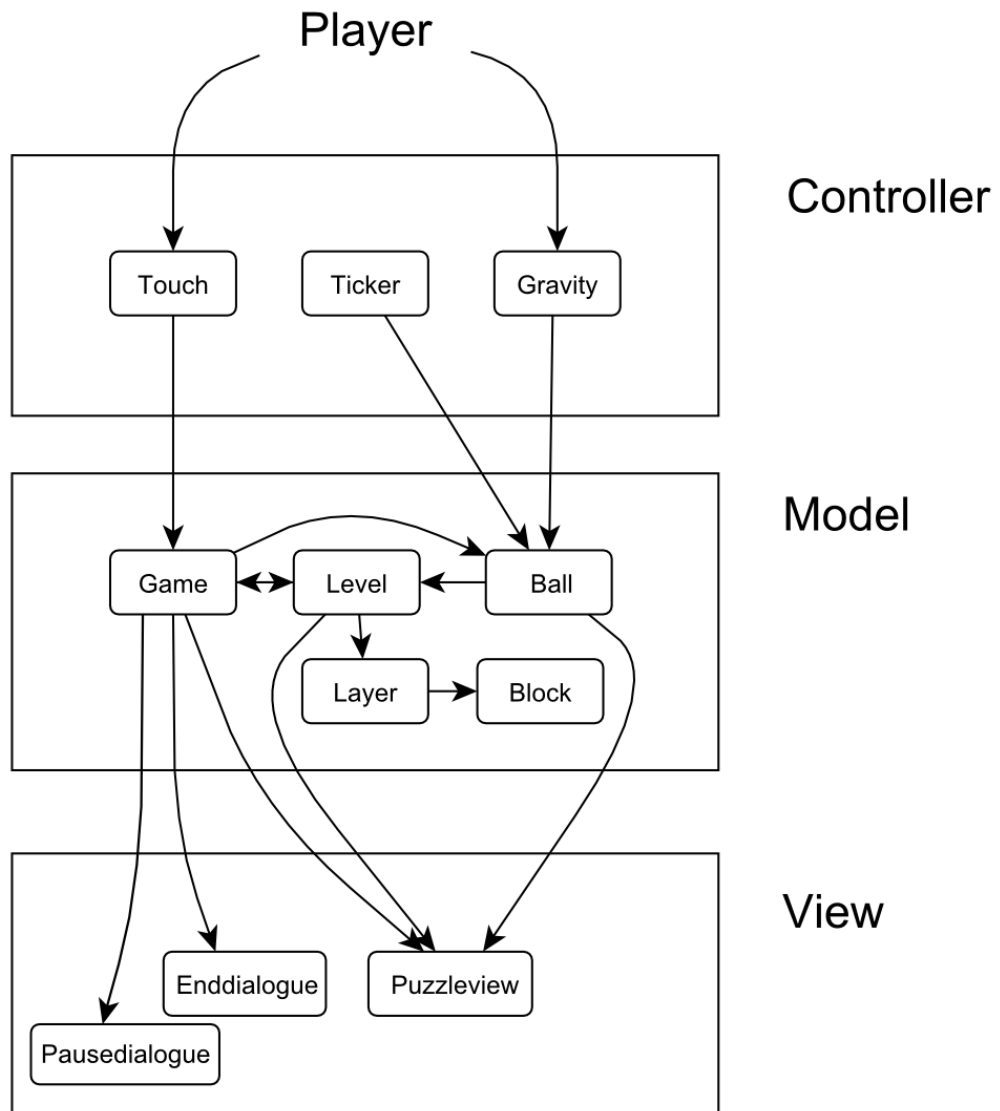 Player
Controller
Touch
Ticker
Gravity
Model
Game
Level
Ball
Layer
Block
View
Enddialogue
Puzzleview
Pausedialogue